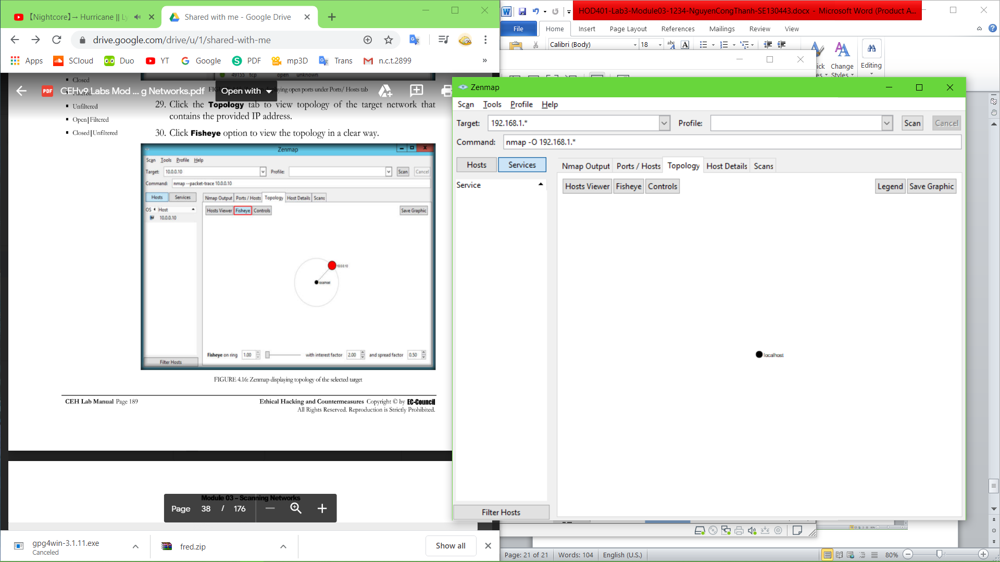 【Nightcore】→ Hurricane || Ly
Shared with me - Google Drive
drive.google.com/drive/u/1/shared-with-me
Apps
SCloud
Duo
YT
Google
PDF
mp3D
Trans
n.c.t.2899
»
49155 tcp open unknown
CEHv9 Labs Mod ... g Networks.pdf
Open with
playing open ports under Ports/ Hosts tab
Closed
Unfiltered
Open|Filtered
Closed|Unfiltered
29. Click the Topology tab to view topology of the target network that
contains the provided IP address.
30. Click Fisheye option to view the topology in a clear way.
Zenmap
Scan Tools Profile Help
Target: 10.0.0.10 Profile: Scan Cancel
Command: nmap --packet-trace 10.0.0.10
Hosts Services
Nmap Output Ports / Hosts Topology Host Details Scans
OS Host
10.0.0.10
Hosts Viewer Fisheye Controls
Save Graphic
10.0.0.10
localhost
Fisheye on ring 1.00 with interest factor 2.00 and spread factor 0.50
Filter Hosts
FIGURE 4.16: Zenmap displaying topology of the selected target
CEH Lab Manual Page 189
Ethical Hacking and Countermeasures Copyright © by EC-Council
All Rights Reserved. Reproduction is Strictly Prohibited.
Module 03 – Scanning Networks
Page 38 / 176
gpg4win-3.1.11.exe
Canceled
fred.zip
Show all
HOD401-Lab3-Module03-1234-NguyenCongThanh-SE130443.docx - Microsoft Word (Product A...
File Home Insert Page Layout References Mailings Review View
Calibri (Body) 18
Change
Styles
Editing
Zenmap
Scan Tools Profile Help
Target: 192.168.1.* Profile: Scan Cancel
Command: nmap -O 192.168.1.*
Hosts Services
Nmap Output Ports / Hosts Topology Host Details Scans
Service
Hosts Viewer Fisheye Controls
Legend Save Graphic
localhost
Filter Hosts
Page: 21 of 21 Words: 104 English (U.S.) 80%